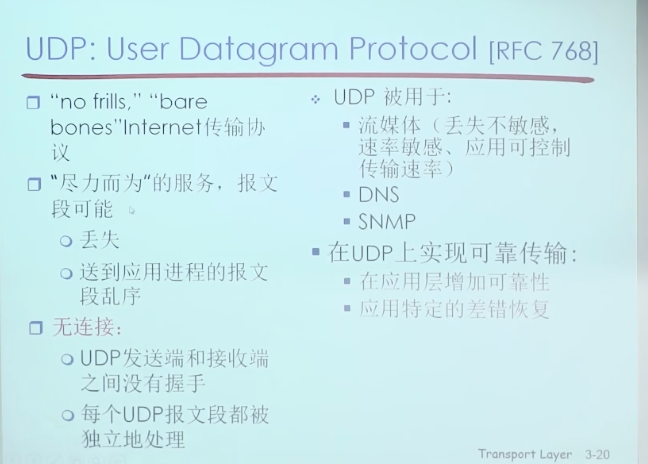 UDP: User Datagram Protocol [RFC 768]
“no frills,” “bare
bones”Internet传输协
议
“尽力而为”的服务，报文
段可能
丢失
送到应用进程的报文
段乱序
无连接：
UDP发送端和接收端
之间没有握手
每个UDP报文段都被
独立地处理
UDP 被用于:
流媒体（丢失不敏感，
速率敏感、应用可控制
传输速率）
DNS
SNMP
在UDP上实现可靠传输:
在应用层增加可靠性
应用特定的差错恢复
Transport Layer 3-20